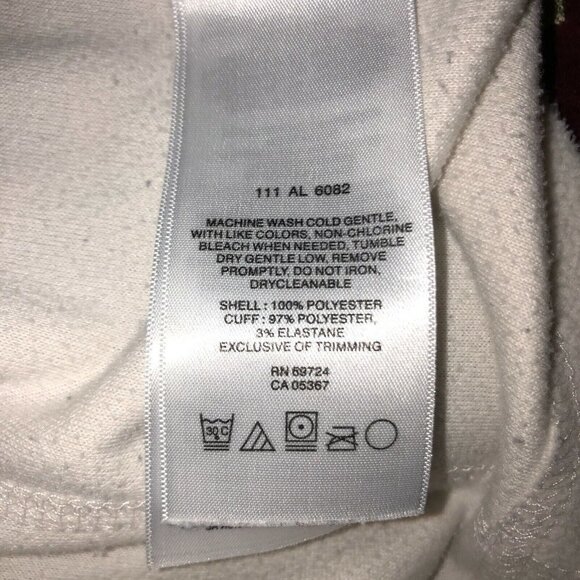 111 AL 6082
MACHINE WASH COLD GENTLE,
WITH LIKE COLORS, NON-CHLORINE
BLEACH WHEN NEEDED, TUMBLE
DRY GENTLE LOW, REMOVE
PROMPTLY, DO NOT IRON,
DRYCLEANABLE
SHELL : 100% POLYESTER
CUFF : 97% POLYESTER,
3% ELASTANE
EXCLUSIVE OF TRIMMING
RN 69724
CA 05367
30 C